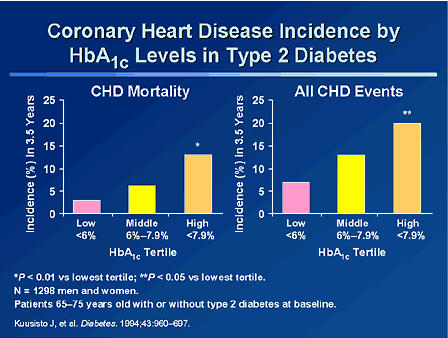 Coronary Heart Disease Incidence by
HbA1c Levels in Type 2 Diabetes
CHD Mortality
Incidence (%) in 3.5 Years
25
20
15
10
5
0
*
Low
<6%
Middle
6%–7.9%
High
<7.9%
HbA1c Tertile
All CHD Events
Incidence (%) in 3.5 Years
25
20
15
10
5
0
**
Low
<6%
Middle
6%–7.9%
High
<7.9%
HbA1c Tertile
*P < 0.01 vs lowest tertile; **P < 0.05 vs lowest tertile.
N = 1298 men and women.
Patients 65–75 years old with or without type 2 diabetes at baseline.
Kuusisto J, et al. Diabetes. 1994;43:960–697.